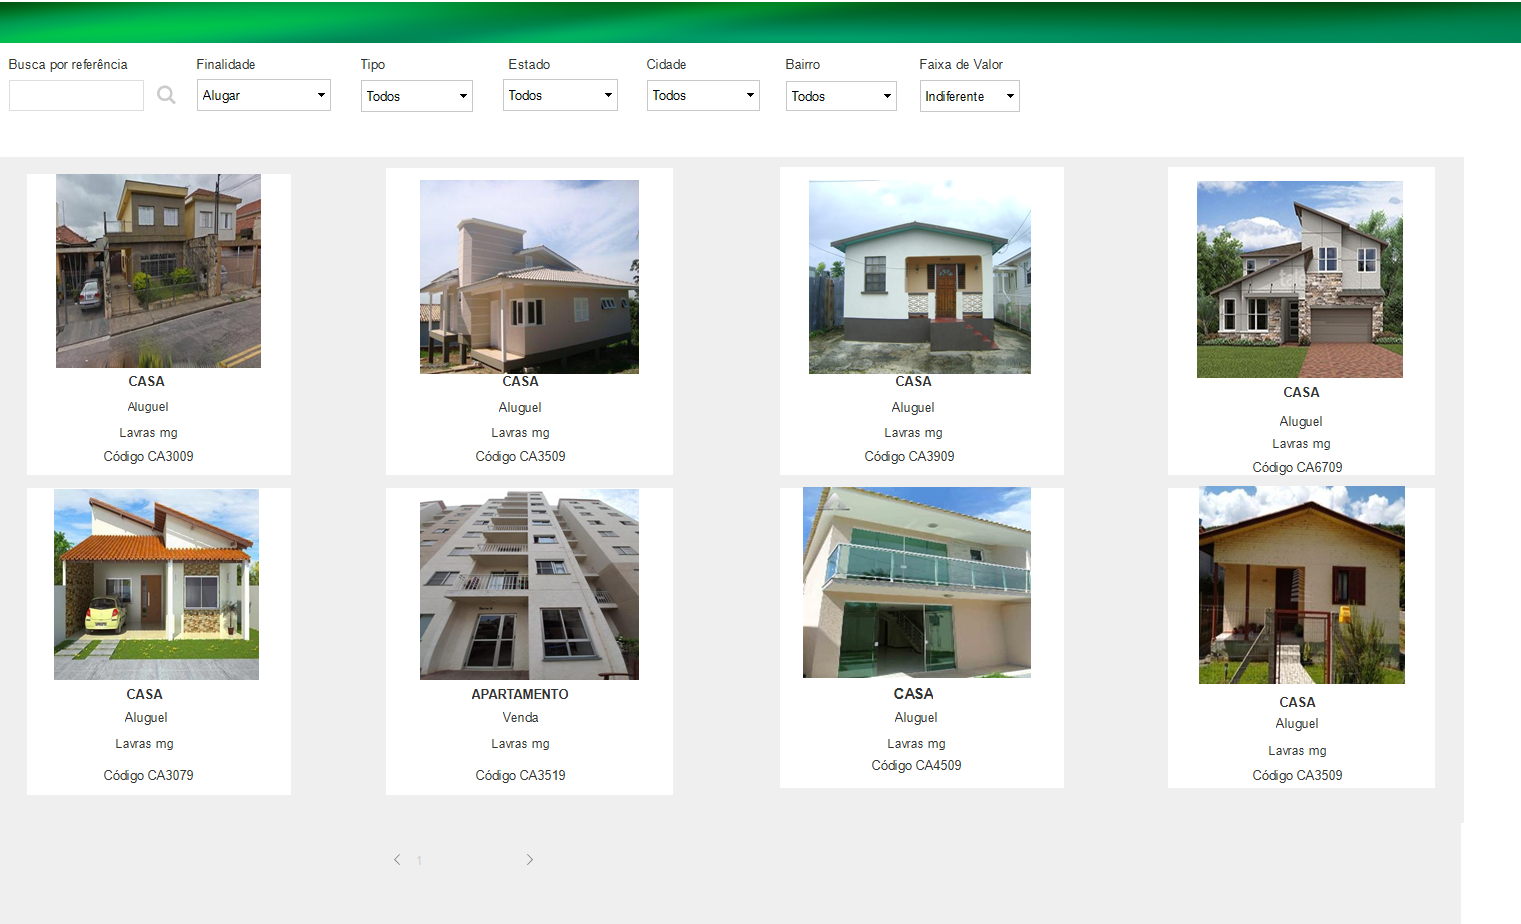 Busca por referência
Finalidade
Tipo
Estado
Cidade
Bairro
Faixa de Valor
Alugar
Todos
Todos
Todos
Todos
Indiferente
CASA
Aluguel
Lavras mg
Código CA3009
CASA
Aluguel
Lavras mg
Código CA3509
CASA
Aluguel
Lavras mg
Código CA3909
CASA
Aluguel
Lavras mg
Código CA6709
CASA
Aluguel
Lavras mg
Código CA3079
APARTAMENTO
Venda
Lavras mg
Código CA3519
CASA
Aluguel
Lavras mg
Código CA4509
CASA
Aluguel
Lavras mg
Código CA3509
1